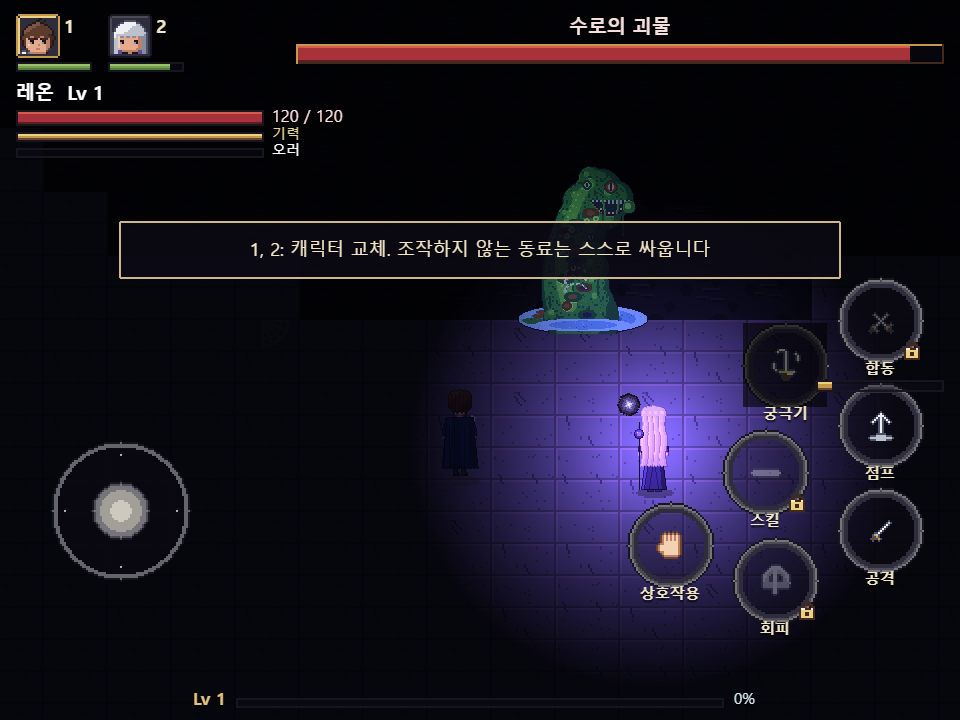 1
2
수로의 괴물
레온 Lv 1
120 / 120
기력
오러
1, 2: 캐릭터 교체. 조작하지 않는 동료는 스스로 싸웁니다
합동
궁극기
점프
스킬
공격
상호작용
회피
Lv 1
0%